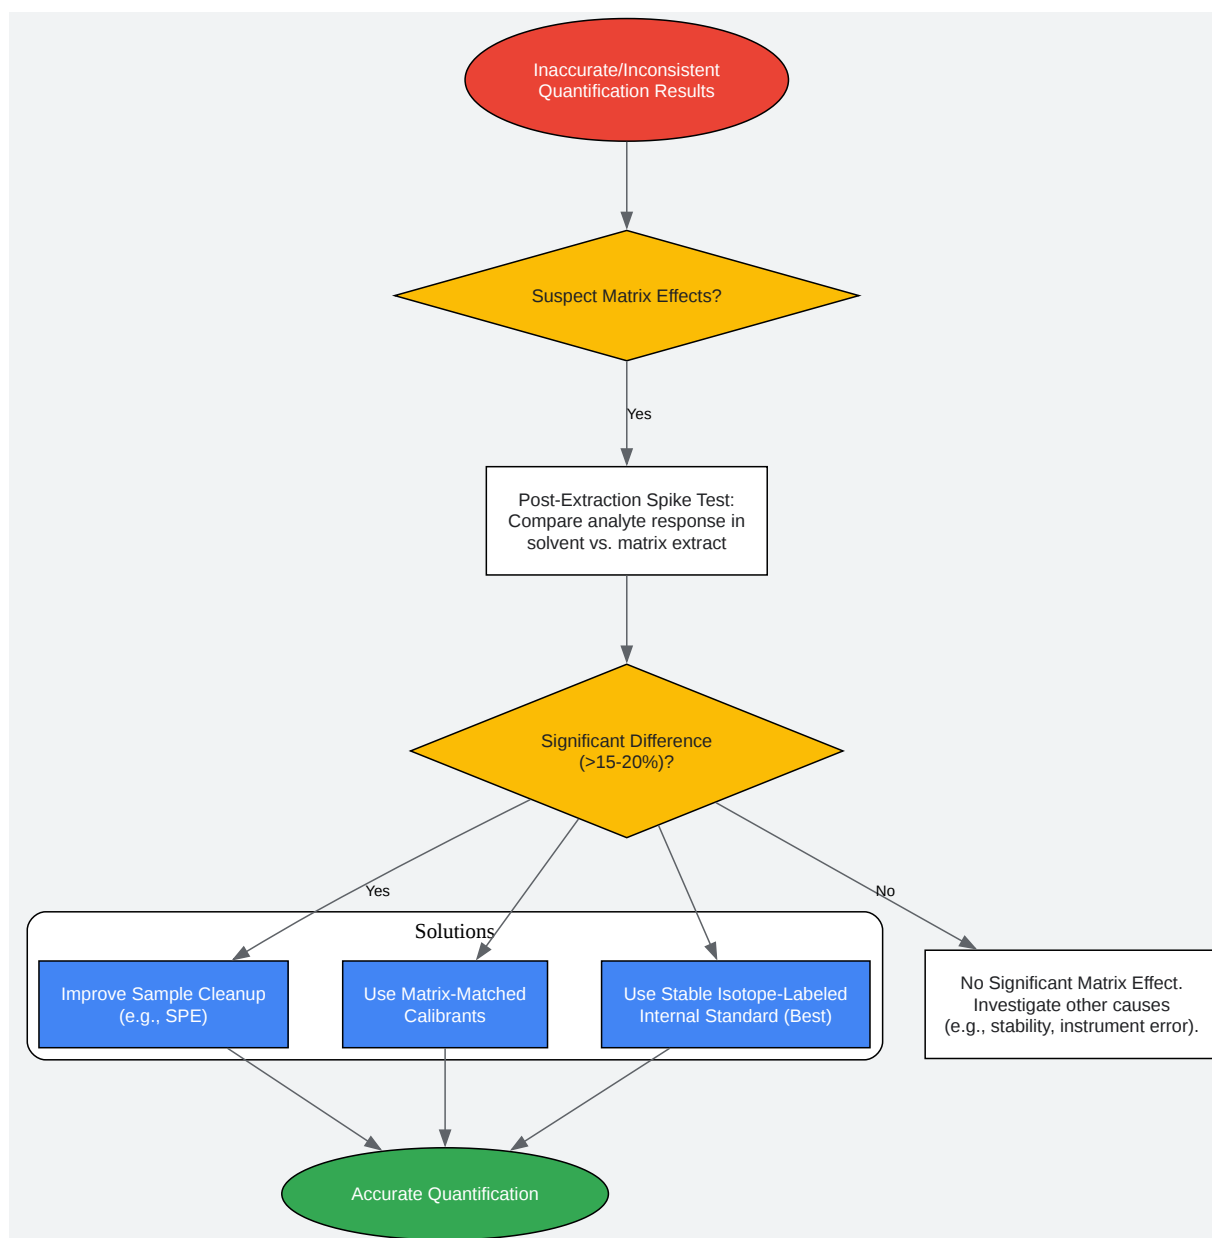 Inaccurate/Inconsistent
Quantification Results
Suspect Matrix Effects?
Yes
Post-Extraction Spike Test:
Compare analyte response in
solvent vs. matrix extract
Significant Difference
(>15-20%)?
Yes
No
Solutions
Improve Sample Cleanup
(e.g., SPE)
Use Matrix-Matched
Calibrants
Use Stable Isotope-Labeled
Internal Standard (Best)
No Significant Matrix Effect.
Investigate other causes
(e.g., stability, instrument error).
Accurate Quantification